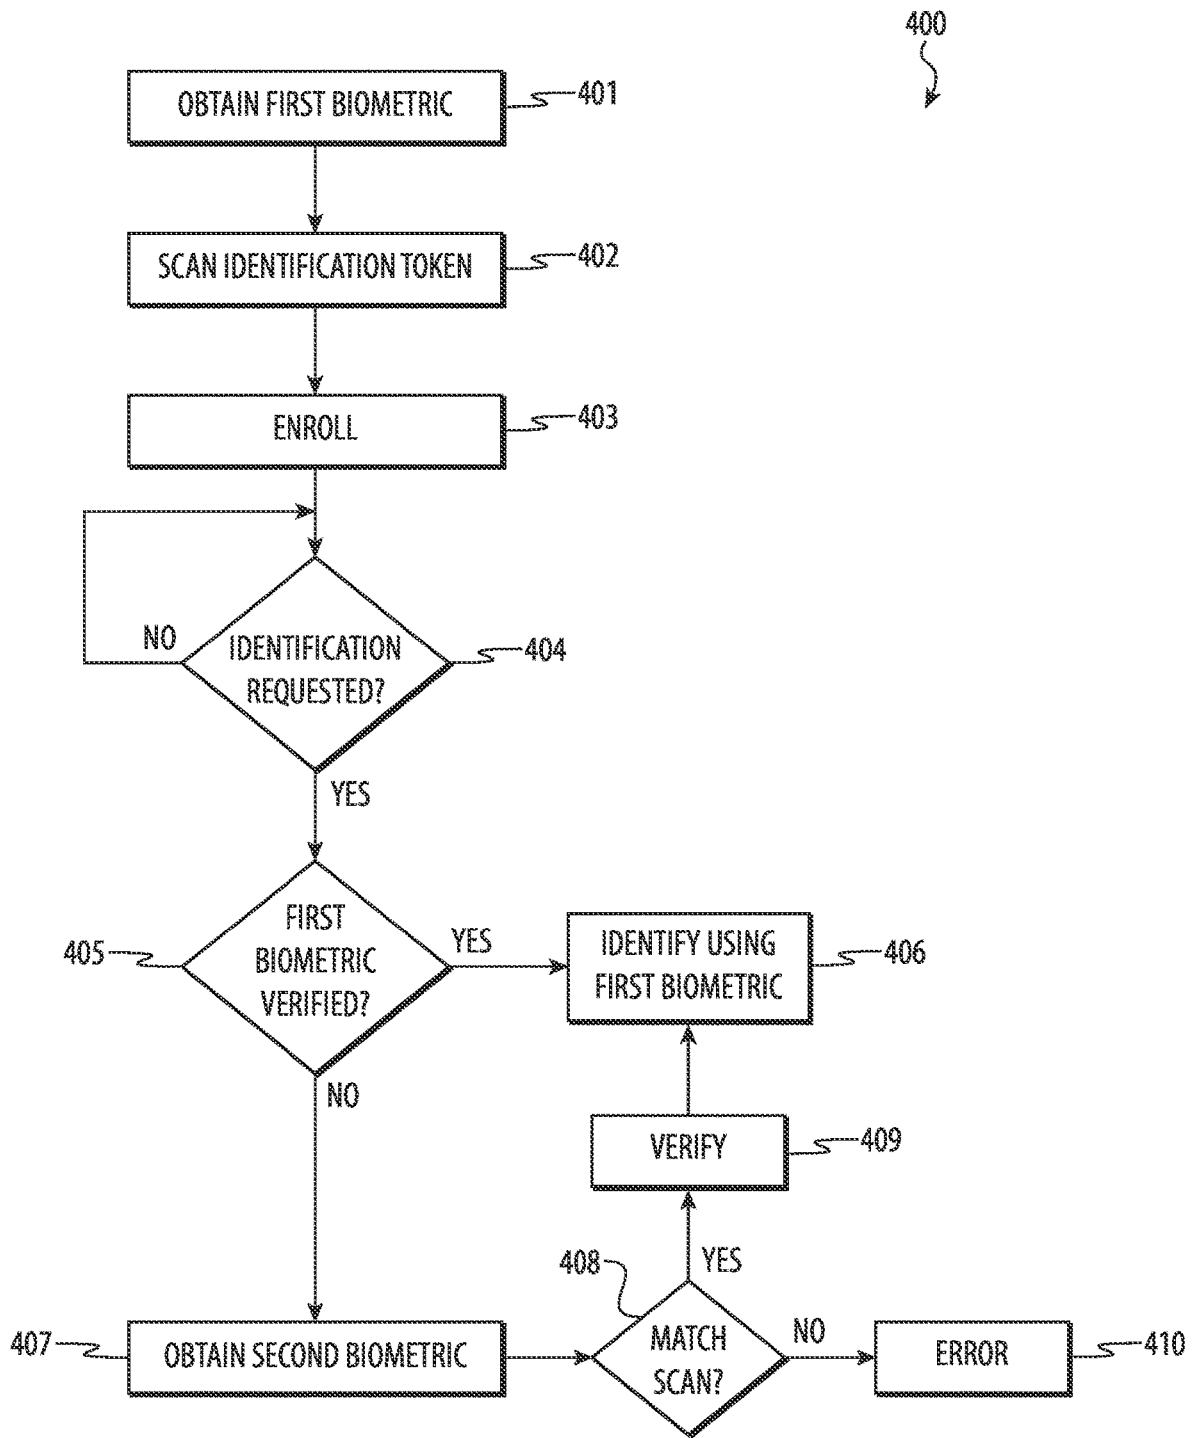 400
OBTAIN FIRST BIOMETRIC
401
SCAN IDENTIFICATION TOKEN
402
ENROLL
403
NO
IDENTIFICATION
REQUESTED?
404
YES
405
FIRST
BIOMETRIC
VERIFIED?
YES
IDENTIFY USING
FIRST BIOMETRIC
406
NO
VERIFY
409
408
YES
407
OBTAIN SECOND BIOMETRIC
MATCH
SCAN?
NO
ERROR
410